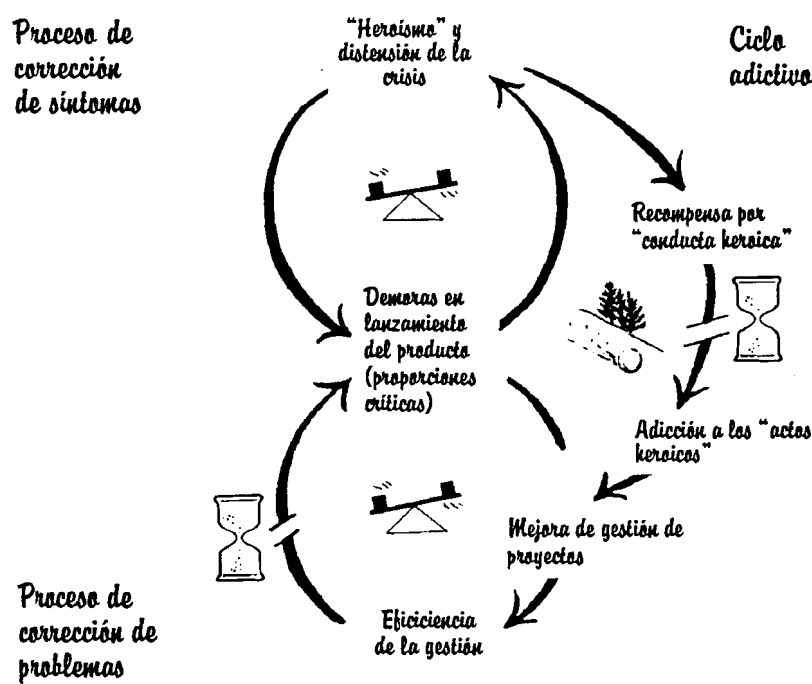 Proceso de
corrección
de síntomas
“Heroísmo” y
distensión de la
crisis
Ciclo
adictivo
Recompensa por
“conducta heroica”
Demoras en
lanzamiento
del producto
(proporciones
críticas)
Adicción a los “actos
heroicos”
Mejora de gestión de
proyectos
Eficiciencia
de la gestión
Proceso de
corrección de
problemas